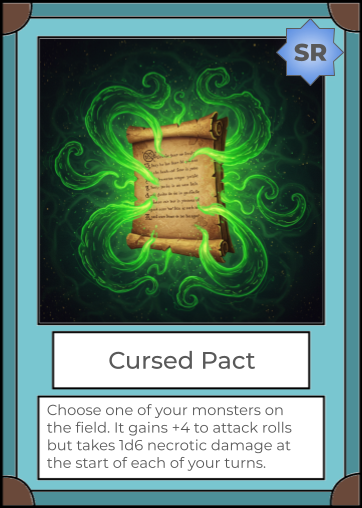 SR
Cursed Pact
Choose one of your monsters on
the field. It gains +4 to attack rolls
but takes 1d6 necrotic damage at
the start of each of your turns.